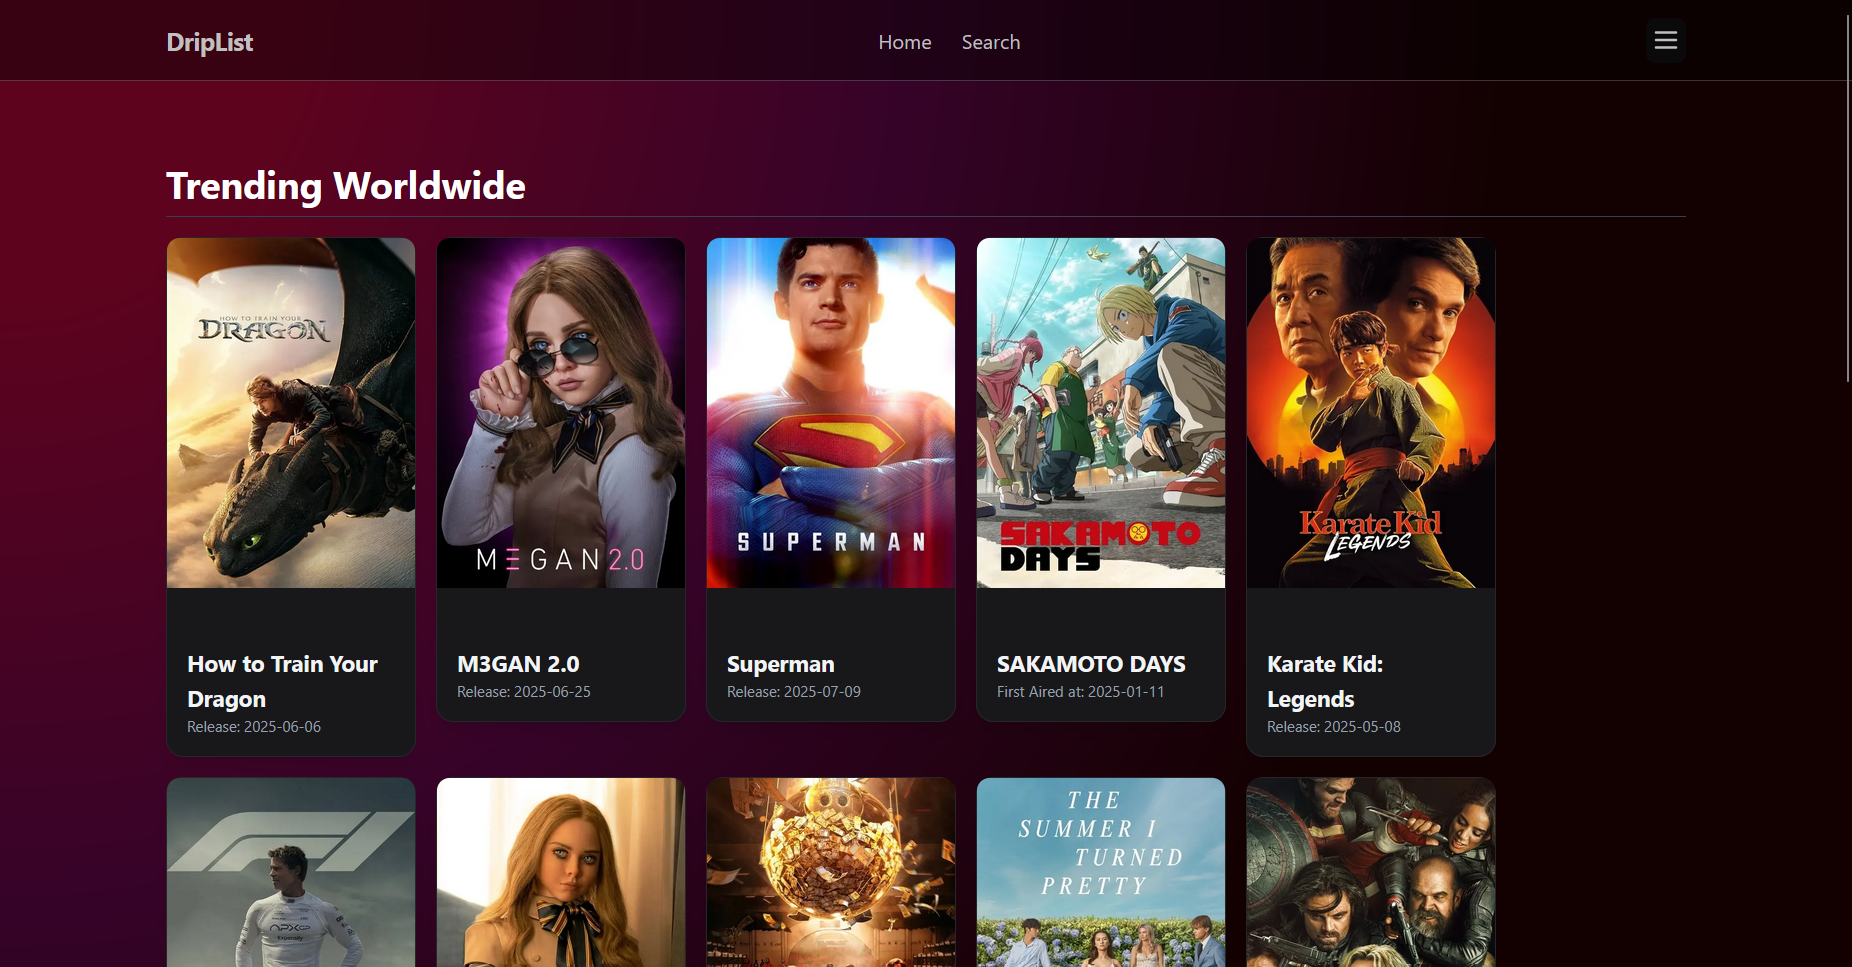 DripList
Home Search
Trending Worldwide
HOW TO TRAIN YOUR
DRAGON
MΞGAN 2.0
SUPERMAN
SAKAMOTO
DAYS
Karate Kid
LEGENDS
How to Train Your
Dragon
Release: 2025-06-06
M3GAN 2.0
Release: 2025-06-25
Superman
Release: 2025-07-09
SAKAMOTO DAYS
First Aired at: 2025-01-11
Karate Kid:
Legends
Release: 2025-05-08
APXGP
Expensify
THE
SUMMER I
TURNED
PRETTY